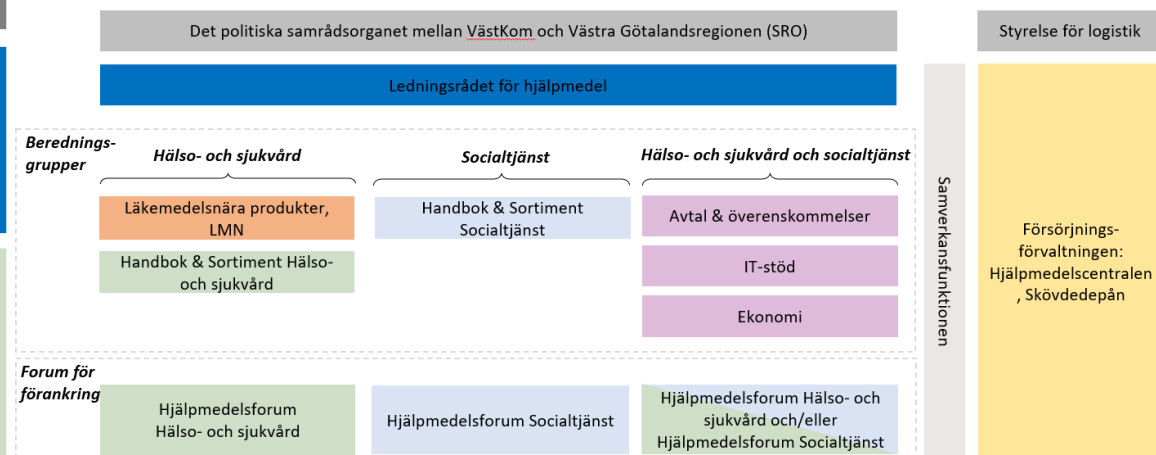 Det politiska samrådsorganet mellan VästKom och Västra Götalandsregionen (SRO)
Styrelse för logistik
Ledningsrådet för hjälpmedel
Berednings-
grupper
Hälso- och sjukvård
Socialtjänst
Hälso- och sjukvård och socialtjänst
Läkemedelsnära produkter,
LMN
Handbok & Sortiment Hälso-
och sjukvård
Handbok & Sortiment
Socialtjänst
Avtal & överenskommelser
IT-stöd
Ekonomi
Samverkansfunktionen
Försörjnings-
förvaltningen:
Hjälpmedelscentralen
, Skövdedepån
Forum för
förankring
Hjälpmedelsforum
Hälso- och sjukvård
Hjälpmedelsforum Socialtjänst
Hjälpmedelsforum Hälso- och
sjukvård och/eller
Hjälpmedelsforum Socialtjänst